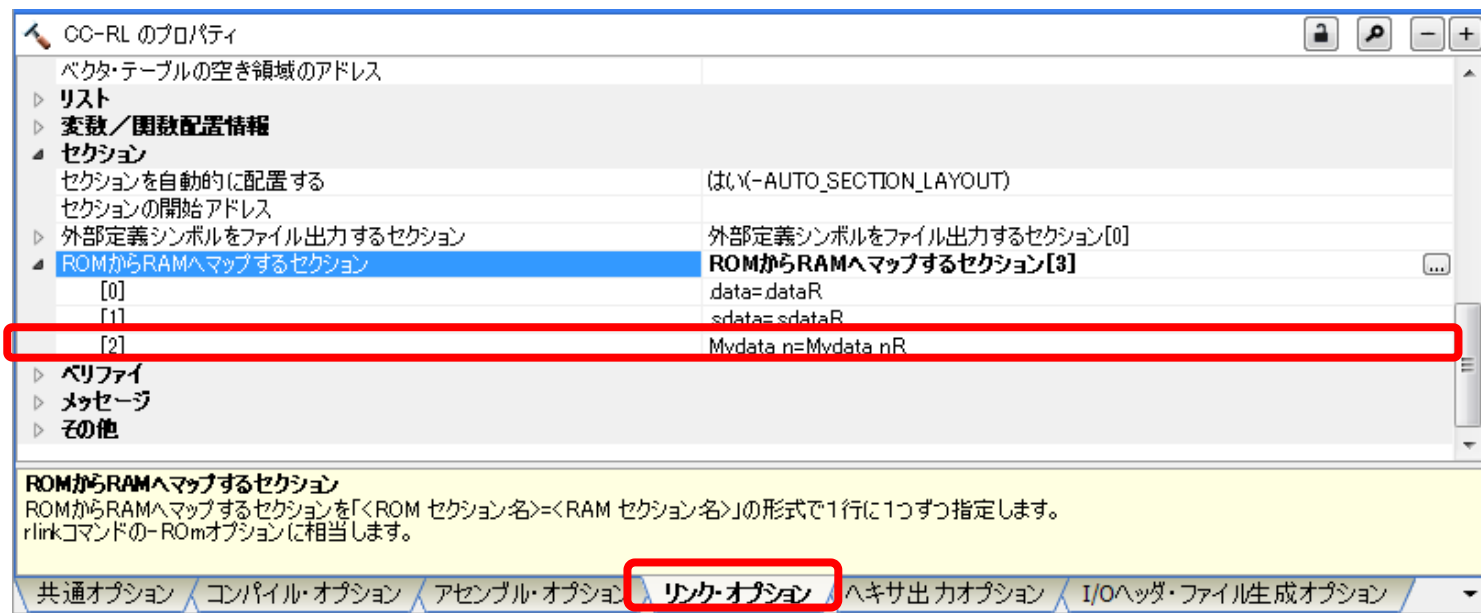 CC-RL のプロパティ
ベクタ・テーブルの空き領域のアドレス
リスト
変数／関数配置情報
セクション
セクションを自動的に配置する はい(-AUTO_SECTION_LAYOUT)
セクションの開始アドレス
外部定義シンボルをファイル出力するセクション 外部定義シンボルをファイル出力するセクション[0]
ROMからRAMへマップするセクション ROMからRAMへマップするセクション[3] ...
[0] .data=.dataR
[1] .sdata=.sdataR
[2] Mydata_n=Mydata_nR
ベリファイ
メッセージ
その他
ROMからRAMへマップするセクション
ROMからRAMへマップするセクションを「<ROM セクション名>=<RAM セクション名>」の形式で1行に1つずつ指定します。
rlinkコマンドの-ROmオプションに相当します。
共通オプション コンパイル・オプション アセンブル・オプション リンク・オプション ヘキサ出力オプション I/Oヘッダ・ファイル生成オプション